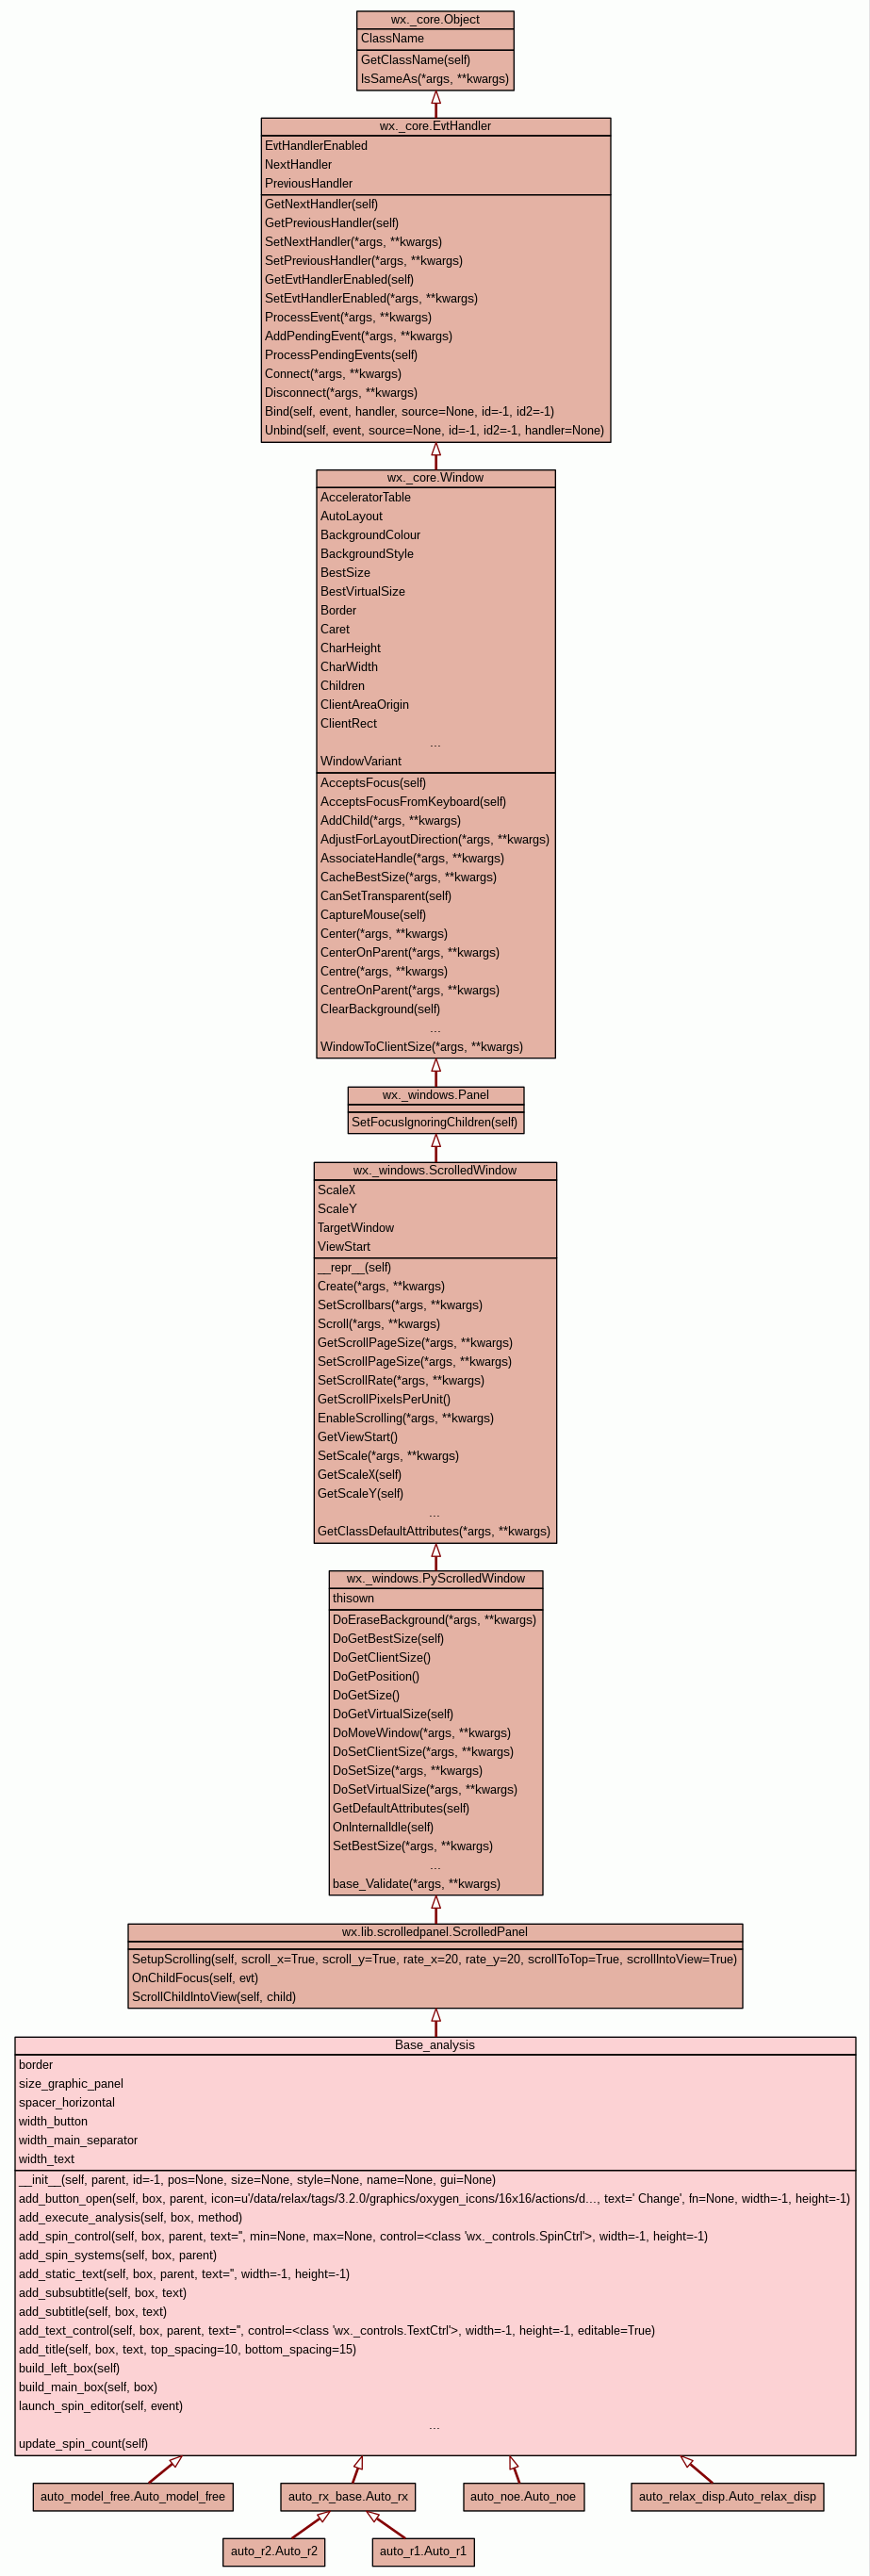 wx._core.Object
ClassName
GetClassName(self)
IsSameAs(*args, **kwargs)
wx._core.EvtHandler
EvtHandlerEnabled
NextHandler
PreviousHandler
GetNextHandler(self)
GetPreviousHandler(self)
SetNextHandler(*args, **kwargs)
SetPreviousHandler(*args, **kwargs)
GetEvtHandlerEnabled(self)
SetEvtHandlerEnabled(*args, **kwargs)
ProcessEvent(*args, **kwargs)
AddPendingEvent(*args, **kwargs)
ProcessPendingEvents(self)
Connect(*args, **kwargs)
Disconnect(*args, **kwargs)
Bind(self, event, handler, source=None, id=-1, id2=-1)
Unbind(self, event, source=None, id=-1, id2=-1, handler=None)
wx._core.Window
AcceleratorTable
AutoLayout
BackgroundColour
BackgroundStyle
BestSize
BestVirtualSize
Border
Caret
CharHeight
CharWidth
Children
ClientAreaOrigin
ClientRect
...
WindowVariant
AcceptsFocus(self)
AcceptsFocusFromKeyboard(self)
AddChild(*args, **kwargs)
AdjustForLayoutDirection(*args, **kwargs)
AssociateHandle(*args, **kwargs)
CacheBestSize(*args, **kwargs)
CanSetTransparent(self)
CaptureMouse(self)
Center(*args, **kwargs)
CenterOnParent(*args, **kwargs)
Centre(*args, **kwargs)
CentreOnParent(*args, **kwargs)
ClearBackground(self)
...
WindowToClientSize(*args, **kwargs)
wx._windows.Panel
SetFocusIgnoringChildren(self)
wx._windows.ScrolledWindow
ScaleX
ScaleY
TargetWindow
ViewStart
__repr__(self)
Create(*args, **kwargs)
SetScrollbars(*args, **kwargs)
Scroll(*args, **kwargs)
GetScrollPageSize(*args, **kwargs)
SetScrollPageSize(*args, **kwargs)
SetScrollRate(*args, **kwargs)
GetScrollPixelsPerUnit()
EnableScrolling(*args, **kwargs)
GetViewStart()
SetScale(*args, **kwargs)
GetScaleX(self)
GetScaleY(self)
...
GetClassDefaultAttributes(*args, **kwargs)
wx._windows.PyScrolledWindow
thisown
DoEraseBackground(*args, **kwargs)
DoGetBestSize(self)
DoGetClientSize()
DoGetPosition()
DoGetSize()
DoGetVirtualSize(self)
DoMoveWindow(*args, **kwargs)
DoSetClientSize(*args, **kwargs)
DoSetSize(*args, **kwargs)
DoSetVirtualSize(*args, **kwargs)
GetDefaultAttributes(self)
OnInternalIdle(self)
SetBestSize(*args, **kwargs)
...
base_Validate(*args, **kwargs)
wx.lib.scrolledpanel.ScrolledPanel
SetupScrolling(self, scroll_x=True, scroll_y=True, rate_x=20, rate_y=20, scrollToTop=True, scrollIntoView=True)
OnChildFocus(self, evt)
ScrollChildIntoView(self, child)
Base_analysis
border
size_graphic_panel
spacer_horizontal
width_button
width_main_separator
width_text
__init__(self, parent, id=-1, pos=None, size=None, style=None, name=None, gui=None)
add_button_open(self, box, parent, icon=u'/data/relax/tags/3.2.0/graphics/oxygen_icons/16x16/actions/d..., text=' Change', fn=None, width=-1, height=-1)
add_execute_analysis(self, box, method)
add_spin_control(self, box, parent, text='', min=None, max=None, control=<class 'wx._controls.SpinCtrl'>, width=-1, height=-1)
add_spin_systems(self, box, parent)
add_static_text(self, box, parent, text='', width=-1, height=-1)
add_subsubtitle(self, box, text)
add_subtitle(self, box, text)
add_text_control(self, box, parent, text='', control=<class 'wx._controls.TextCtrl'>, width=-1, height=-1, editable=True)
add_title(self, box, text, top_spacing=10, bottom_spacing=15)
build_left_box(self)
build_main_box(self, box)
launch_spin_editor(self, event)
...
update_spin_count(self)
auto_model_free.Auto_model_free
auto_rx_base.Auto_rx
auto_noe.Auto_noe
auto_relax_disp.Auto_relax_disp
auto_r2.Auto_r2
auto_r1.Auto_r1